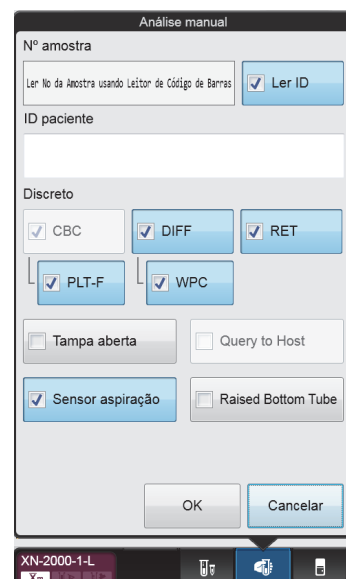 Análise manual
Nº amostra
Ler No da Amostra usando Leitor de Código de Barras
Ler ID
ID paciente
Discreto
CBC DIFF RET
PLT-F WPC
Tampa aberta Query to Host
Sensor aspiração Raised Bottom Tube
OK Cancelar
XN-2000-1-L